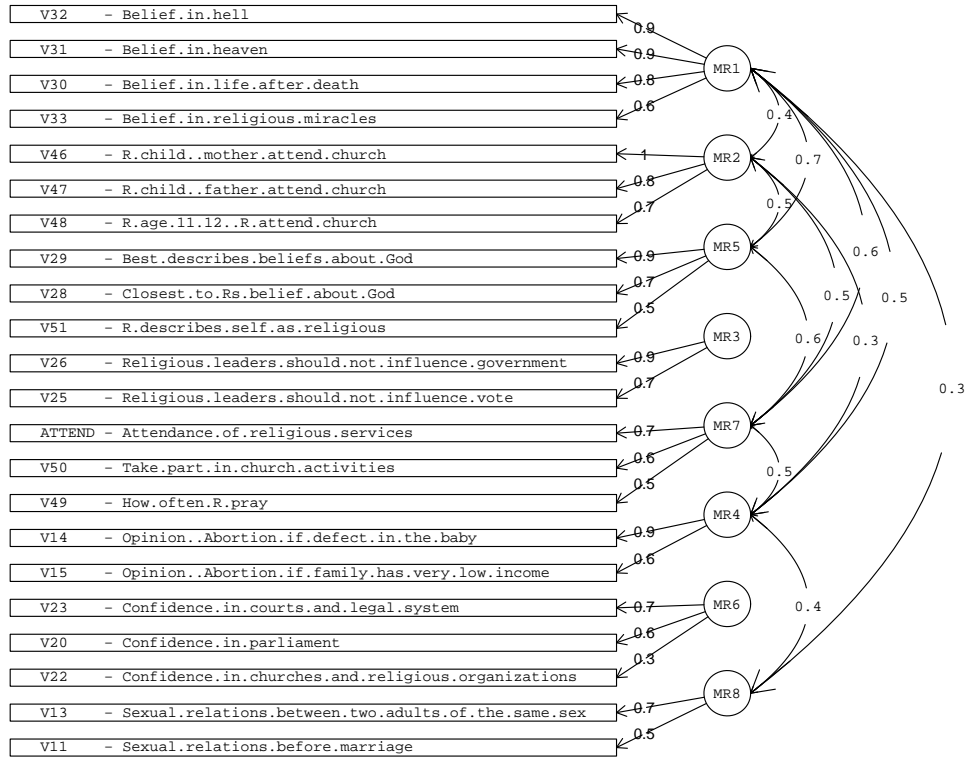 V32 - Belief.in.hell
V31 - Belief.in.heaven
V30 - Belief.in.life.after.death
V33 - Belief.in.religious.miracles
V46 - R.child..mother.attend.church
V47 - R.child..father.attend.church
V48 - R.age.11.12..R.attend.church
V29 - Best.describes.beliefs.about.God
V28 - Closest.to.Rs.belief.about.God
V51 - R.describes.self.as.religious
V26 - Religious.leaders.should.not.influence.government
V25 - Religious.leaders.should.not.influence.vote
ATTEND - Attendance.of.religious.services
V50 - Take.part.in.church.activities
V49 - How.often.R.pray
V14 - Opinion..Abortion.if.defect.in.the.baby
V15 - Opinion..Abortion.if.family.has.very.low.income
V23 - Confidence.in.courts.and.legal.system
V20 - Confidence.in.parliament
V22 - Confidence.in.churches.and.religious.organizations
V13 - Sexual.relations.between.two.adults.of.the.same.sex
V11 - Sexual.relations.before.marriage
0.9
0.9
0.8
0.6
1
0.8
0.7
0.9
0.7
0.5
0.9
0.7
0.7
0.6
0.5
0.9
0.6
0.7
0.6
0.3
0.7
0.5
MR1
MR2
MR5
MR3
MR7
MR4
MR6
MR8
0.4
0.7
0.5
0.6
0.5
0.5
0.6
0.3
0.3
0.5
0.4